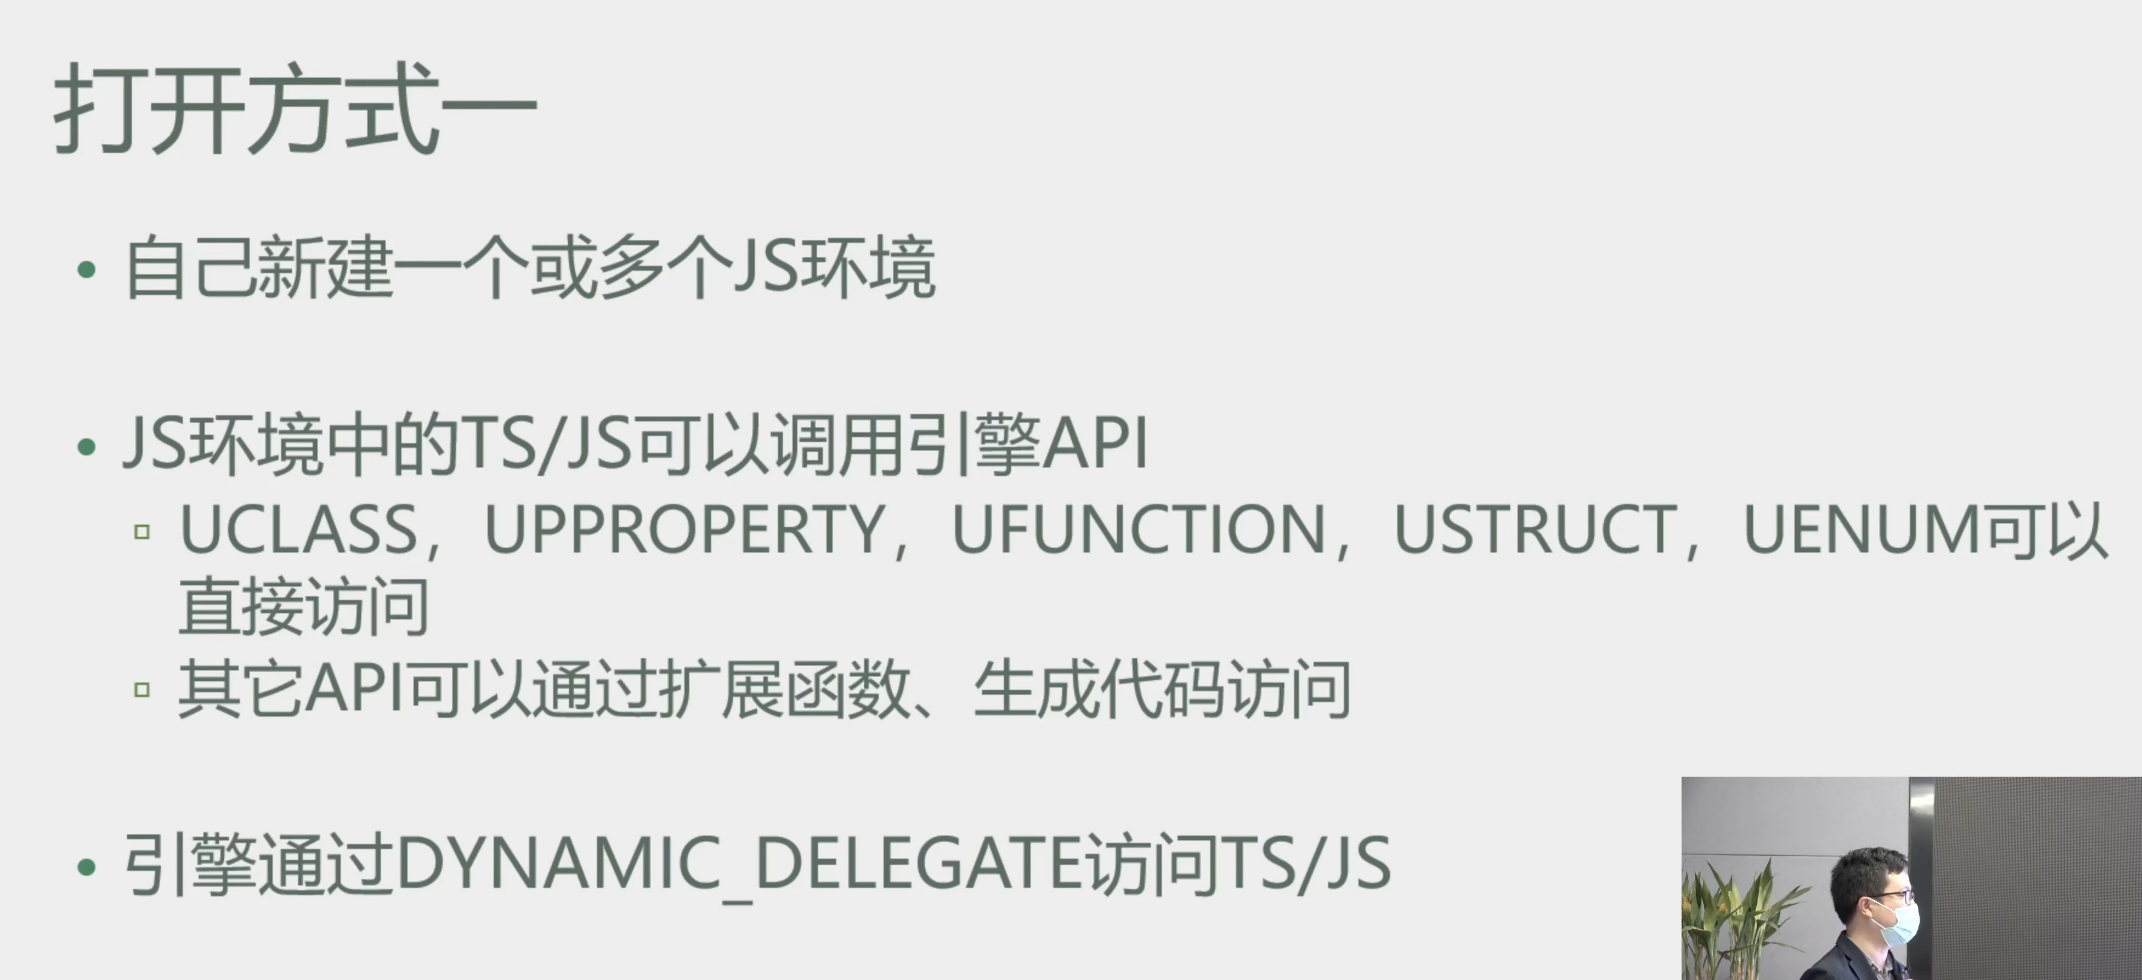 打开方式一
• 自己新建一个或多个JS环境
• JS环境中的TS/JS可以调用引擎API
▫ UCLASS，UPPROPERTY，UFUNCTION，USTRUCT，UENUM可以
直接访问
▫ 其它API可以通过扩展函数、生成代码访问
• 引擎通过DYNAMIC_DELEGATE访问TS/JS